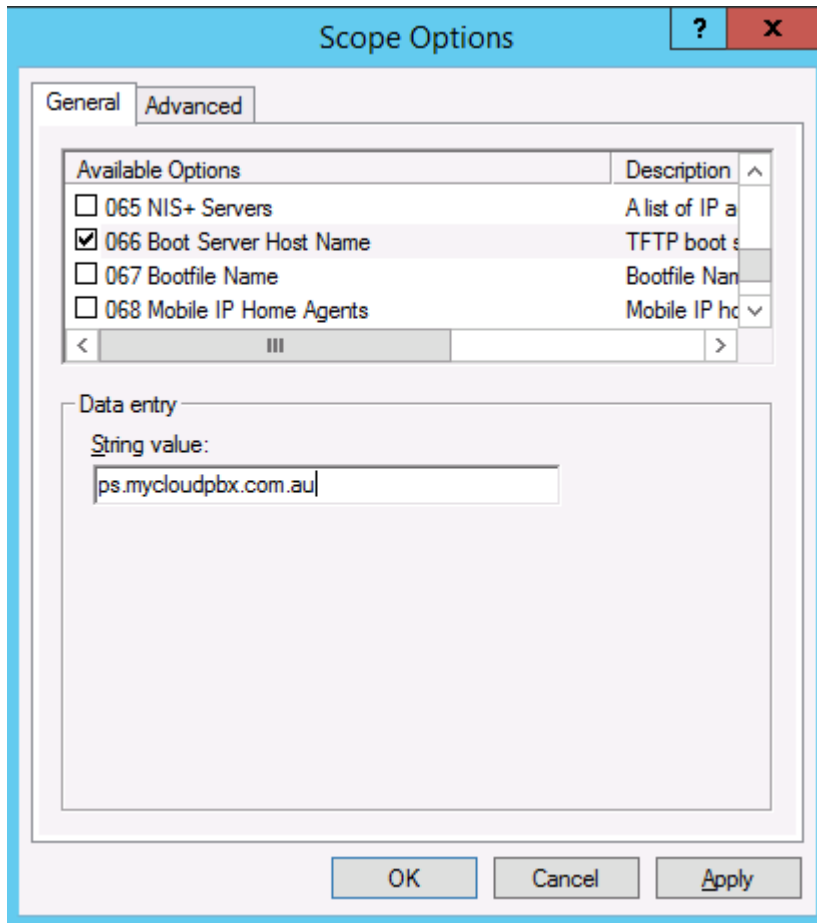 Scope Options ? x
General Advanced
Available Options Description
065 NIS+ Servers A list of IP a
066 Boot Server Host Name TFTP boot s
067 Bootfile Name Bootfile Nam
068 Mobile IP Home Agents Mobile IP ho
Data entry
String value:
ps.mycloudpbx.com.au
OK Cancel Apply